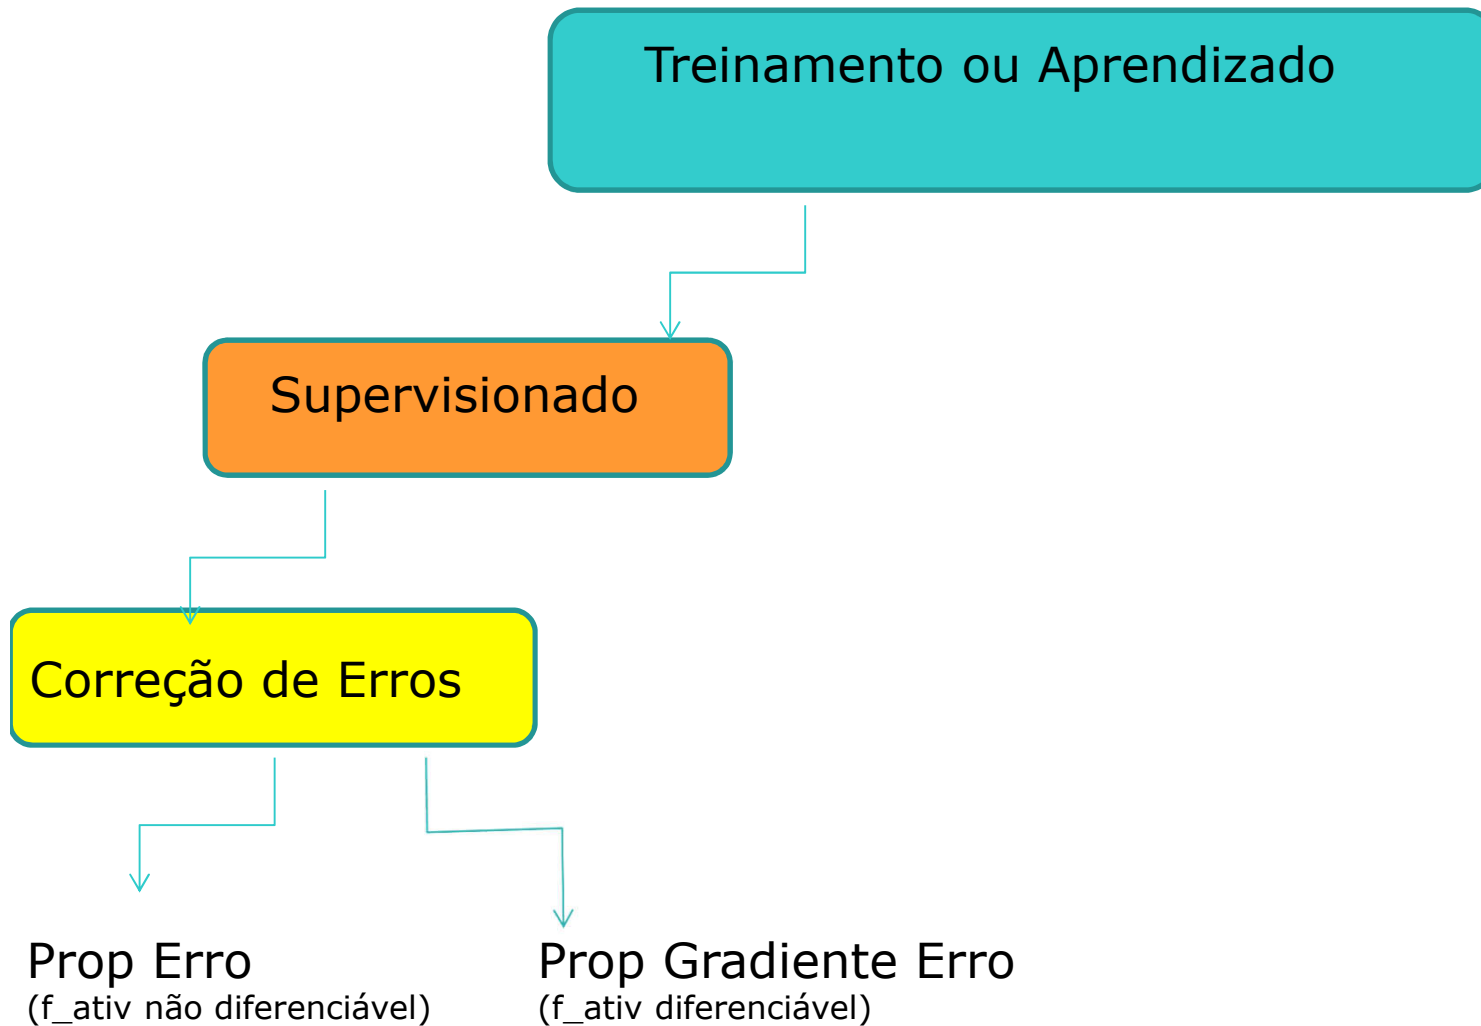 Treinamento ou Aprendizado
Supervisionado
Correção de Erros
Prop Erro
(f_ativ não diferenciável)
Prop Gradiente Erro
(f_ativ diferenciável)